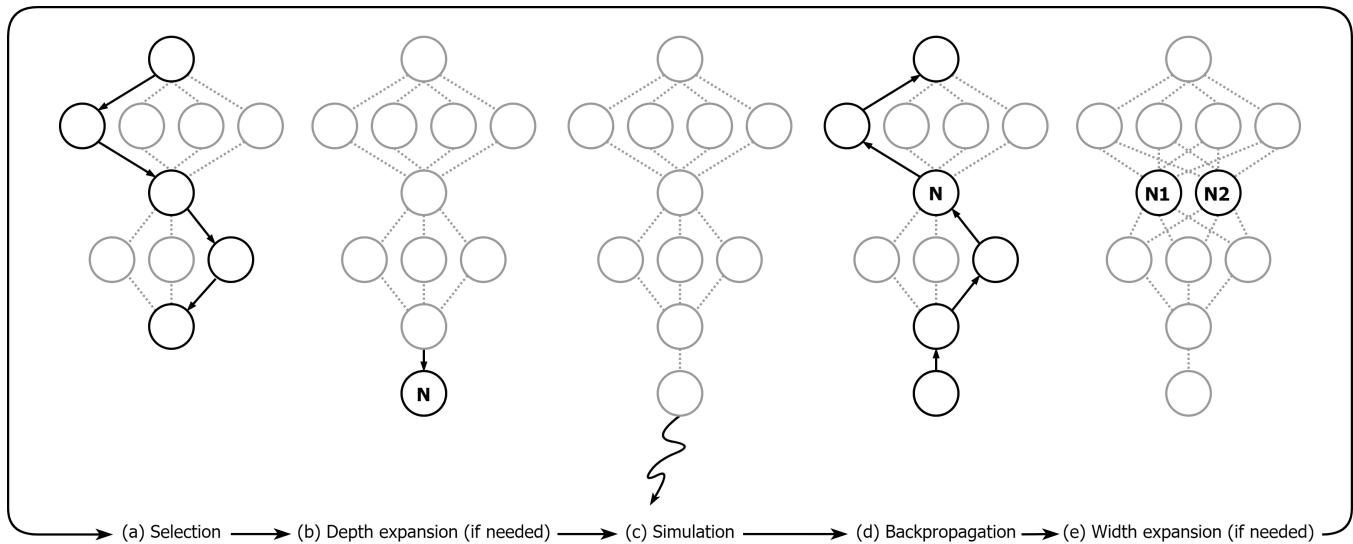 N
N1 N2
N
(a) Selection
(b) Depth expansion (if needed)
(c) Simulation
(d) Backpropagation
(e) Width expansion (if needed)